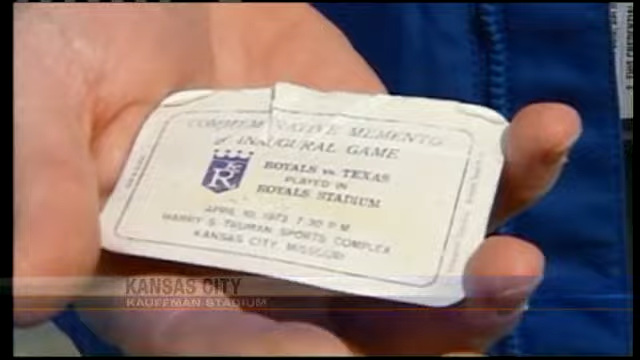 COMMEMORATIVE MEMENTO
of INAUGURAL GAME
ROYALS vs. TEXAS
PLAYED IN
ROYALS STADIUM
APRIL 10, 1973 7:30 P.M.
HARRY S. TRUMAN SPORTS COMPLEX
KANSAS CITY, MISSOURI
R
KANSAS CITY
KAUFFMAN STADIUM